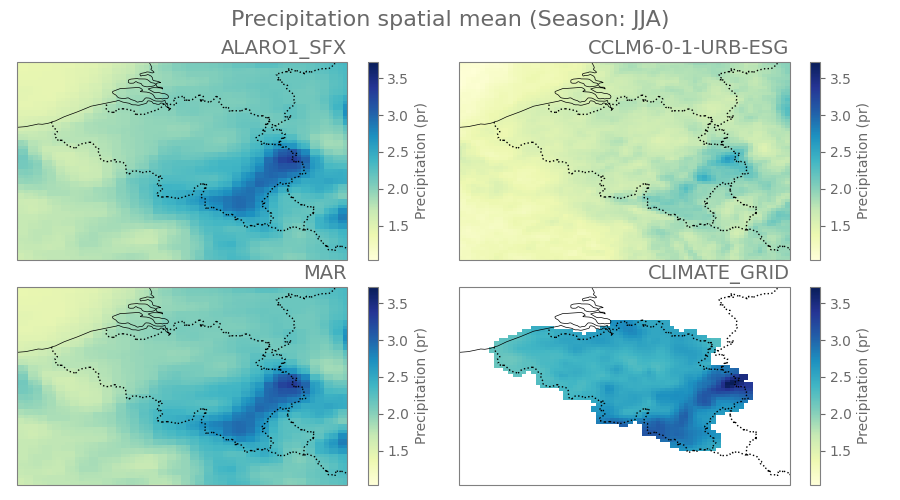 Precipitation spatial mean (Season: JJA)
ALARO1_SFX
3.5
3.0
2.5
2.0
1.5
Precipitation (pr)
CCLM6-0-1-URB-ESG
3.5
3.0
2.5
2.0
1.5
Precipitation (pr)
MAR
3.5
3.0
2.5
2.0
1.5
Precipitation (pr)
CLIMATE_GRID
3.5
3.0
2.5
2.0
1.5
Precipitation (pr)